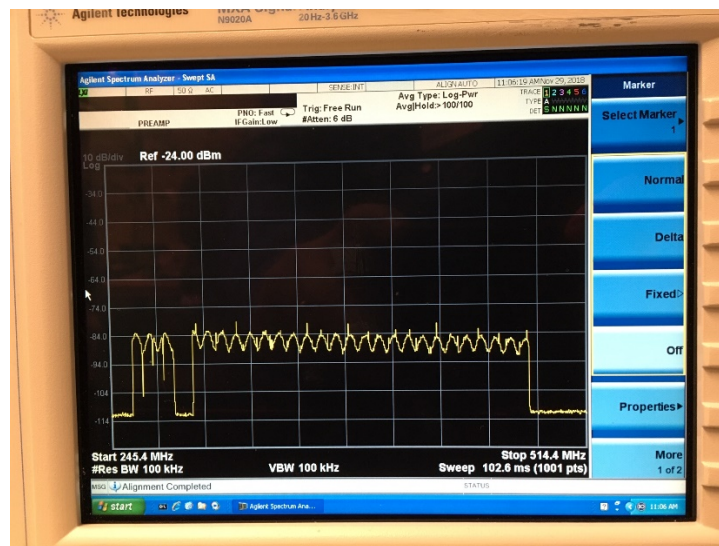 Agilent Technologies
N9020A
20 Hz-3.6 GHz
Agilent Spectrum Analyzer - Swept SA
RF 50 Ω AC SENSE:INT ALIGN AUTO 11:06:19 AM Nov 29, 2018
Marker
Avg Type: Log-Pwr
Avg|Hold:>100/100
TRACE 1 2 3 4 5 6
TYPE A
DET S N N N N N
PREAMP
PNO: Fast
IFGain:Low
Trig: Free Run
#Atten: 6 dB
Select Marker
1
10 dB/div Ref -24.00 dBm
Log
-34.0
-44.0
-54.0
-64.0
-74.0
-84.0
-94.0
-104
-114
Normal
Delta
Fixed
Off
Properties
More
1 of 2
Start 245.4 MHz
Stop 514.4 MHz
#Res BW 100 kHz
VBW 100 kHz
Sweep 102.6 ms (1001 pts)
MSG Alignment Completed
STATUS
start
Agilent Spectrum Ana...
11:06 AM